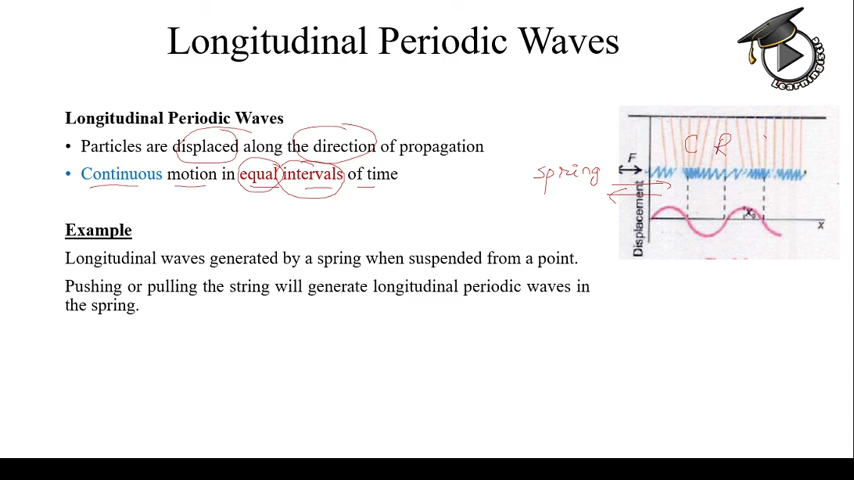 Longitudinal Periodic Waves
Longitudinal Periodic Waves
• Particles are displaced along the direction of propagation
• Continuous motion in equal intervals of time
Example
Longitudinal waves generated by a spring when suspended from a point.
Pushing or pulling the string will generate longitudinal periodic waves in
the spring.
C R
F
spring
Displacement
x